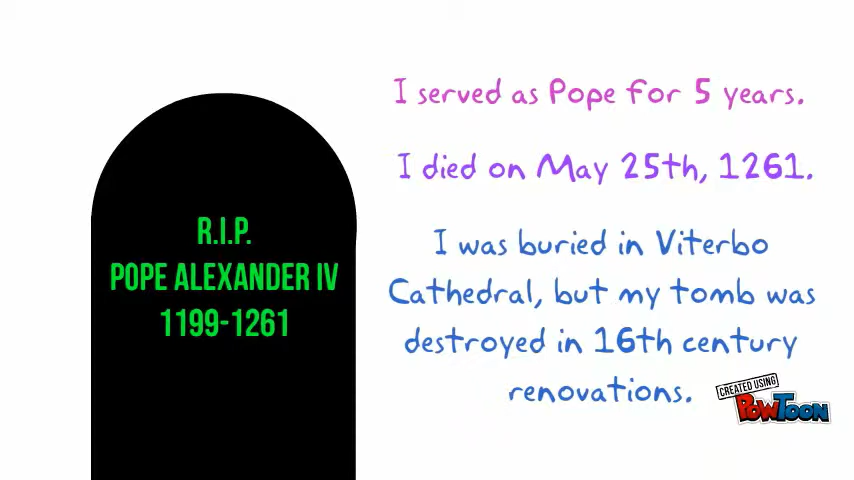 R.I.P.
POPE ALEXANDER IV
1199-1261
I served as Pope for 5 years.
I died on May 25th, 1261.
I was buried in Viterbo
Cathedral, but my tomb was
destroyed in 16th century
renovations.
CREATED USING
POWTOON